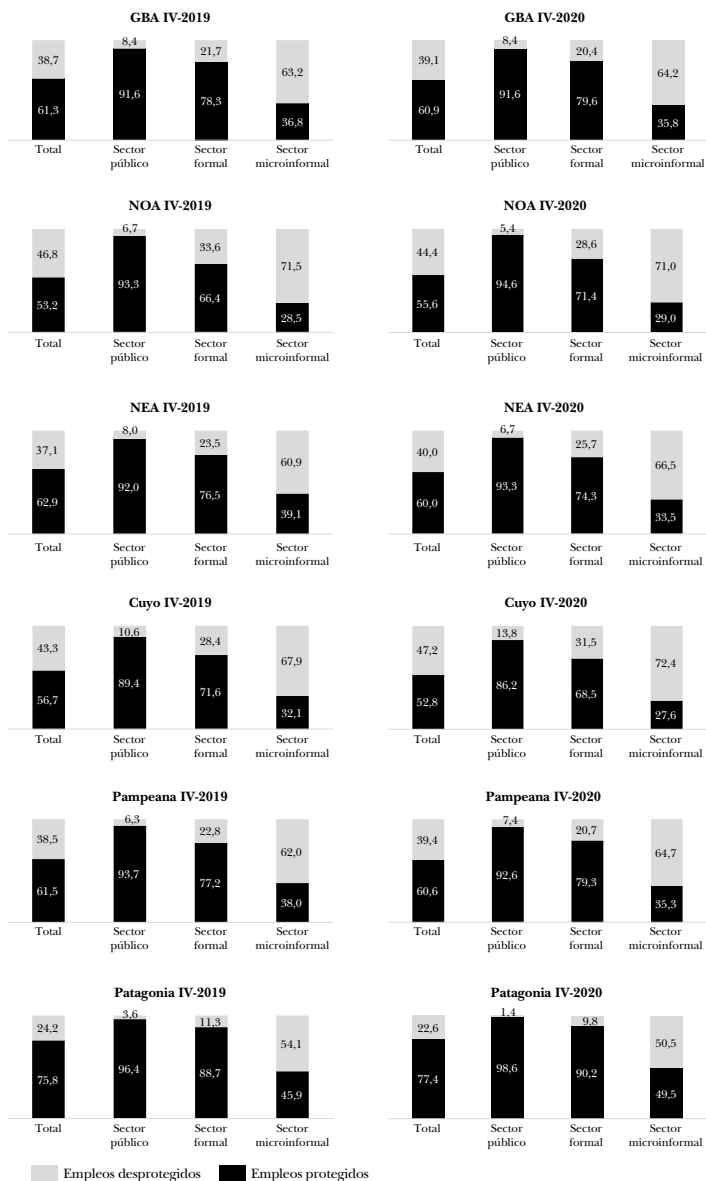 GBA IV-2019
8,4
38,7 21,7 63,2
61,3 91,6 78,3 36,8
Total Sector público Sector formal Sector microinformal
GBA IV-2020
8,4
39,1 20,4 64,2
60,9 91,6 79,6 35,8
Total Sector público Sector formal Sector microinformal
NOA IV-2019
6,7
46,8 33,6 71,5
53,2 93,3 66,4 28,5
Total Sector público Sector formal Sector microinformal
NOA IV-2020
5,4
44,4 28,6 71,0
55,6 94,6 71,4 29,0
Total Sector público Sector formal Sector microinformal
NEA IV-2019
8,0
37,1 23,5 60,9
62,9 92,0 76,5 39,1
Total Sector público Sector formal Sector microinformal
NEA IV-2020
6,7
40,0 25,7 66,5
60,0 93,3 74,3 33,5
Total Sector público Sector formal Sector microinformal
Cuyo IV-2019
10,6
43,3 28,4 67,9
56,7 89,4 71,6 32,1
Total Sector público Sector formal Sector microinformal
Cuyo IV-2020
13,8
47,2 31,5 72,4
52,8 86,2 68,5 27,6
Total Sector público Sector formal Sector microinformal
Pampeana IV-2019
6,3
38,5 22,8 62,0
61,5 93,7 77,2 38,0
Total Sector público Sector formal Sector microinformal
Pampeana IV-2020
7,4
39,4 20,7 64,7
60,6 92,6 79,3 35,3
Total Sector público Sector formal Sector microinformal
Patagonia IV-2019
3,6
24,2 11,3 54,1
75,8 96,4 88,7 45,9
Total Sector público Sector formal Sector microinformal
Patagonia IV-2020
1,4
22,6 9,8 50,5
77,4 98,6 90,2 49,5
Total Sector público Sector formal Sector microinformal
Empleos desprotegidos Empleos protegidos